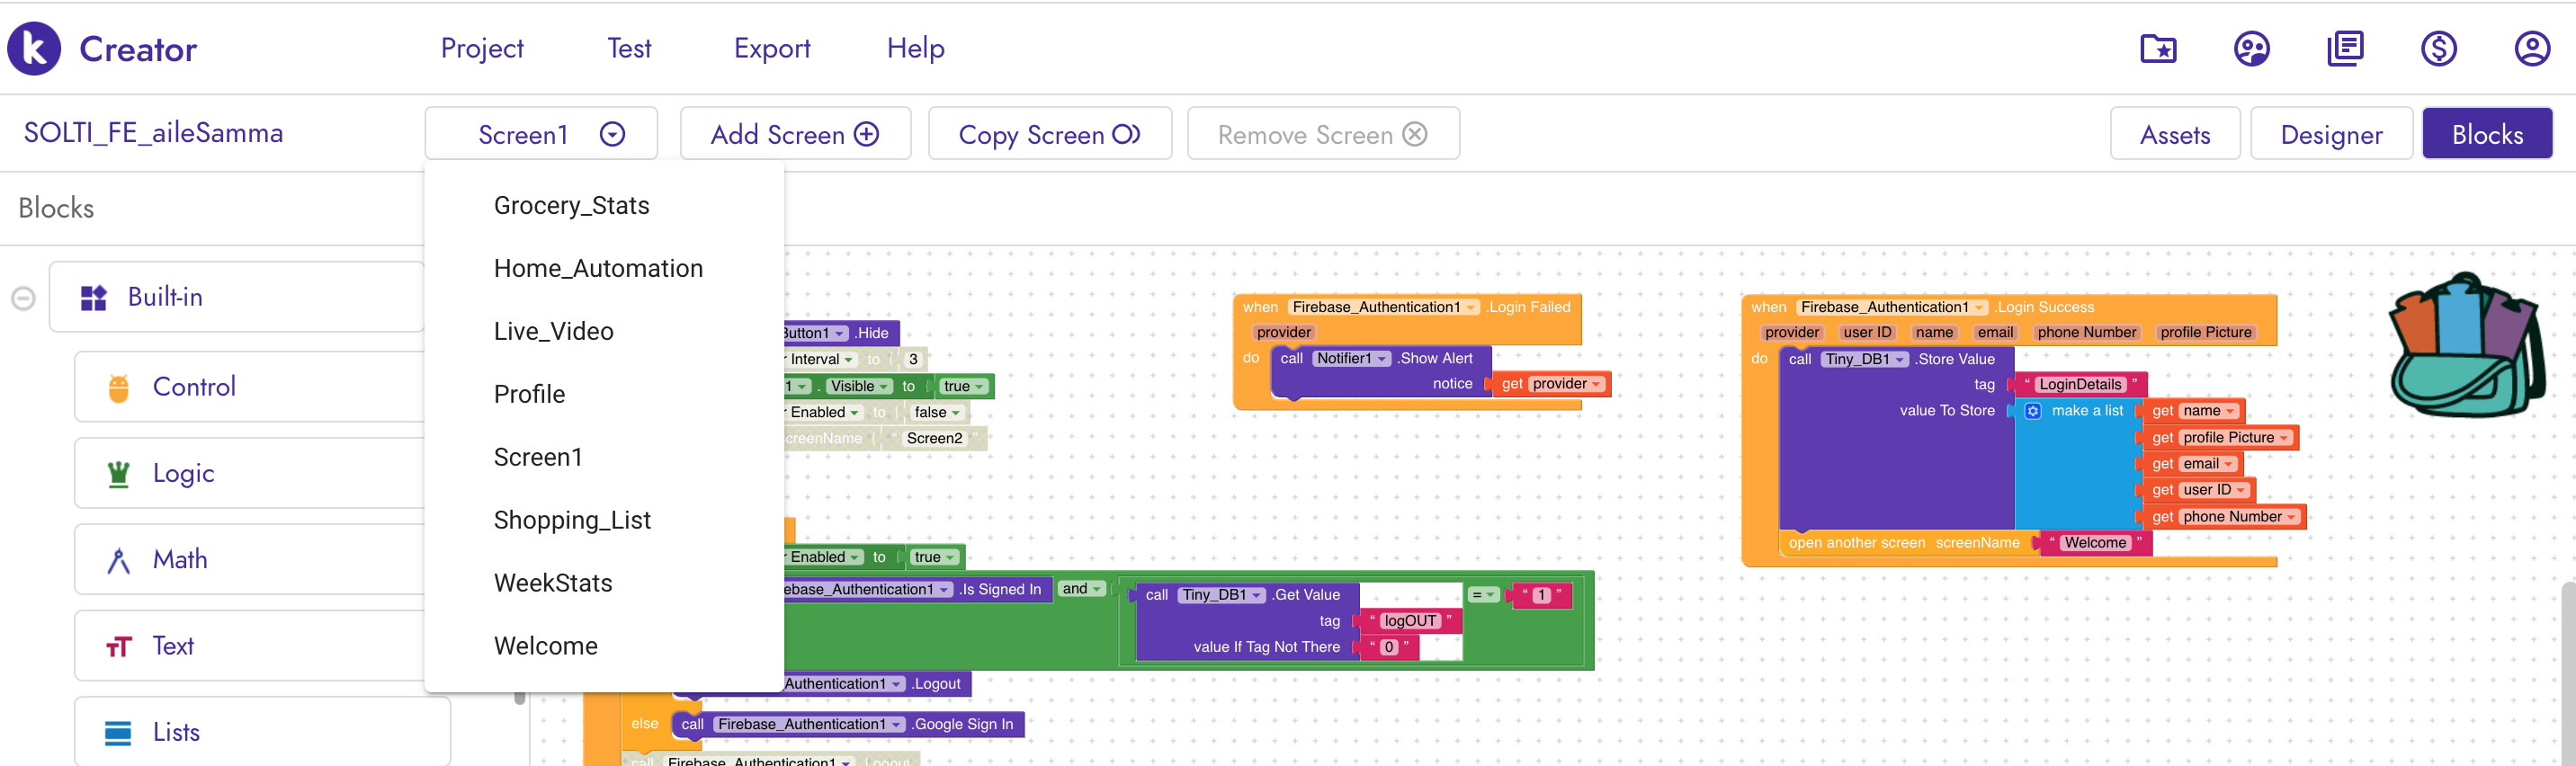 Creator
Project
Test
Export
Help
SOLTI_FE_aileSamma
Screen1
Add Screen
Copy Screen
Remove Screen
Assets
Designer
Blocks
Blocks
Built-in
Control
Logic
Math
Text
Lists
Grocery_Stats
Home_Automation
Live_Video
Profile
Screen1
Shopping_List
WeekStats
Welcome
Button1 .Hide
r Interval to 3
1 . Visible to true
r Enabled to false
creenName " Screen2 "
r Enabled to true
ebase_Authentication1 .Is Signed In and call Tiny_DB1 .Get Value = " 1 "
tag " logOUT "
value If Tag Not There " 0 "
Authentication1 .Logout
else call Firebase_Authentication1 .Google Sign In
call Firebase_Authentication1 .Logout
when Firebase_Authentication1 .Login Failed
provider
do call Notifier1 .Show Alert
notice get provider
when Firebase_Authentication1 .Login Success
provider user ID name email phone Number profile Picture
do call Tiny_DB1 .Store Value
tag " LoginDetails "
value To Store make a list get name
get profile Picture
get email
get user ID
get phone Number
open another screen screenName " Welcome "